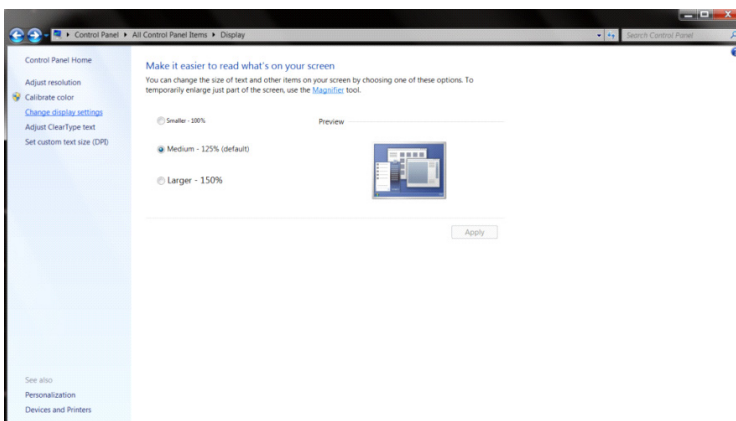 Control Panel ▸ All Control Panel Items ▸ Display
Search Control Panel
Control Panel Home
Adjust resolution
Calibrate color
Change display settings
Adjust ClearType text
Set custom text size (DPI)
See also
Personalization
Devices and Printers
Make it easier to read what's on your screen
You can change the size of text and other items on your screen by choosing one of these options. To
temporarily enlarge just part of the screen, use the Magnifier tool.
Smaller - 100%
Preview
Medium - 125% (default)
Larger - 150%
Apply